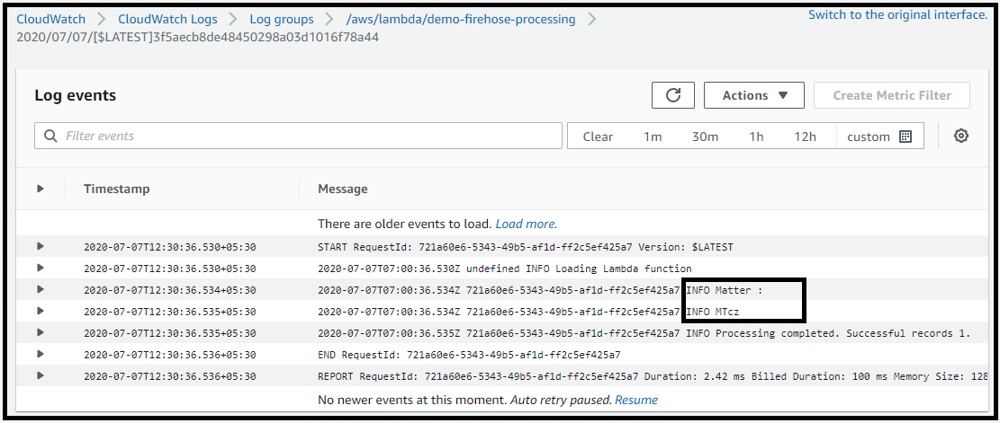 CloudWatch > CloudWatch Logs > Log groups > /aws/lambda/demo-firehose-processing >
Switch to the original interface.
2020/07/07/[$LATEST]3f5aecb8de48450298a03d1016f78a44
Log events
Actions
Create Metric Filter
Filter events
Clear 1m 30m 1h 12h custom
Timestamp Message
There are older events to load. Load more.
2020-07-07T12:30:36.530+05:30 START RequestId: 721a60e6-5343-49b5-af1d-ff2c5ef425a7 Version: $LATEST
2020-07-07T12:30:36.530+05:30 2020-07-07T07:00:36.530Z undefined INFO Loading Lambda function
2020-07-07T12:30:36.534+05:30 2020-07-07T07:00:36.534Z 721a60e6-5343-49b5-af1d-ff2c5ef425a7 INFO Matter :
2020-07-07T12:30:36.535+05:30 2020-07-07T07:00:36.534Z 721a60e6-5343-49b5-af1d-ff2c5ef425a7 INFO MTcz
2020-07-07T12:30:36.535+05:30 2020-07-07T07:00:36.535Z 721a60e6-5343-49b5-af1d-ff2c5ef425a7 INFO Processing completed. Successful records 1.
2020-07-07T12:30:36.536+05:30 END RequestId: 721a60e6-5343-49b5-af1d-ff2c5ef425a7
2020-07-07T12:30:36.536+05:30 REPORT RequestId: 721a60e6-5343-49b5-af1d-ff2c5ef425a7 Duration: 2.42 ms Billed Duration: 100 ms Memory Size: 128
No newer events at this moment. Auto retry paused. Resume